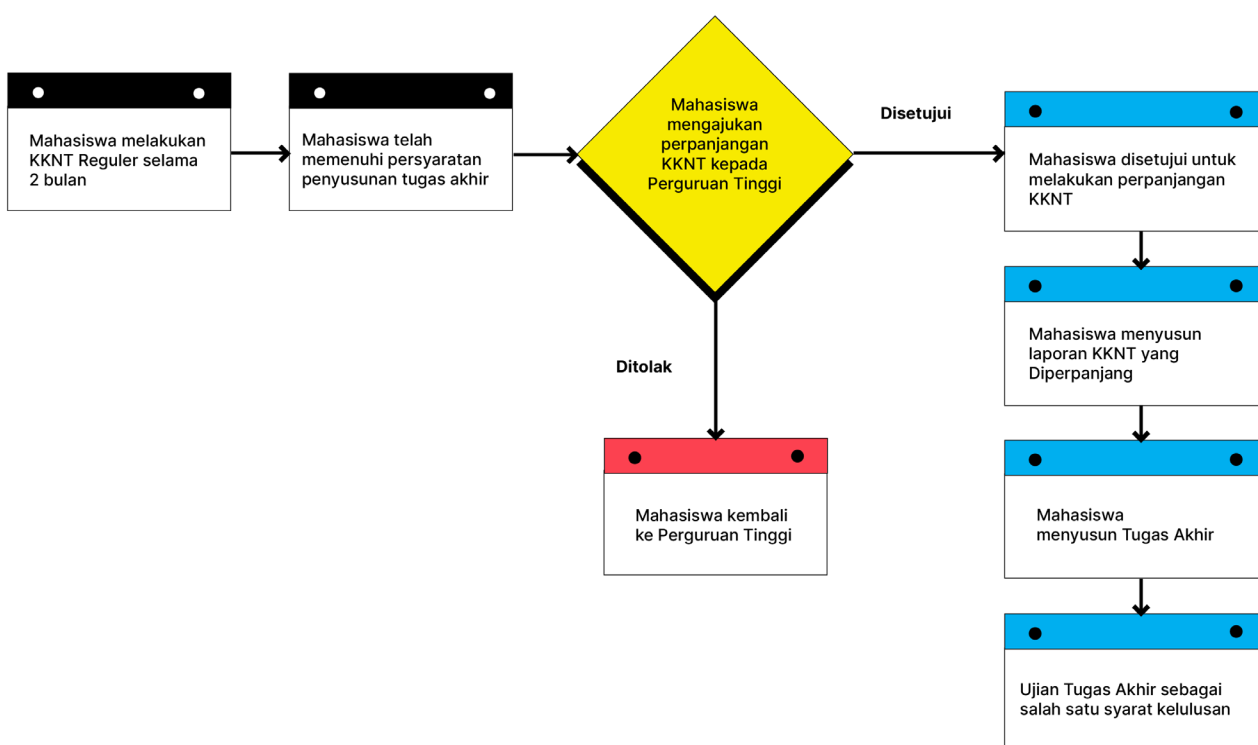 Mahasiswa melakukan
KKNT Reguler selama
2 bulan
Mahasiswa telah
memenuhi persyaratan
penyusunan tugas akhir
Mahasiswa
mengajukan
perpanjangan
KKNT kepada
Perguruan Tinggi
Disetujui
Mahasiswa disetujui untuk
melakukan perpanjangan
KKNT
Mahasiswa menyusun
laporan KKNT yang
Diperpanjang
Ditolak
Mahasiswa kembali
ke Perguruan Tinggi
Mahasiswa
menyusun Tugas Akhir
Ujian Tugas Akhir sebagai
salah satu syarat kelulusan